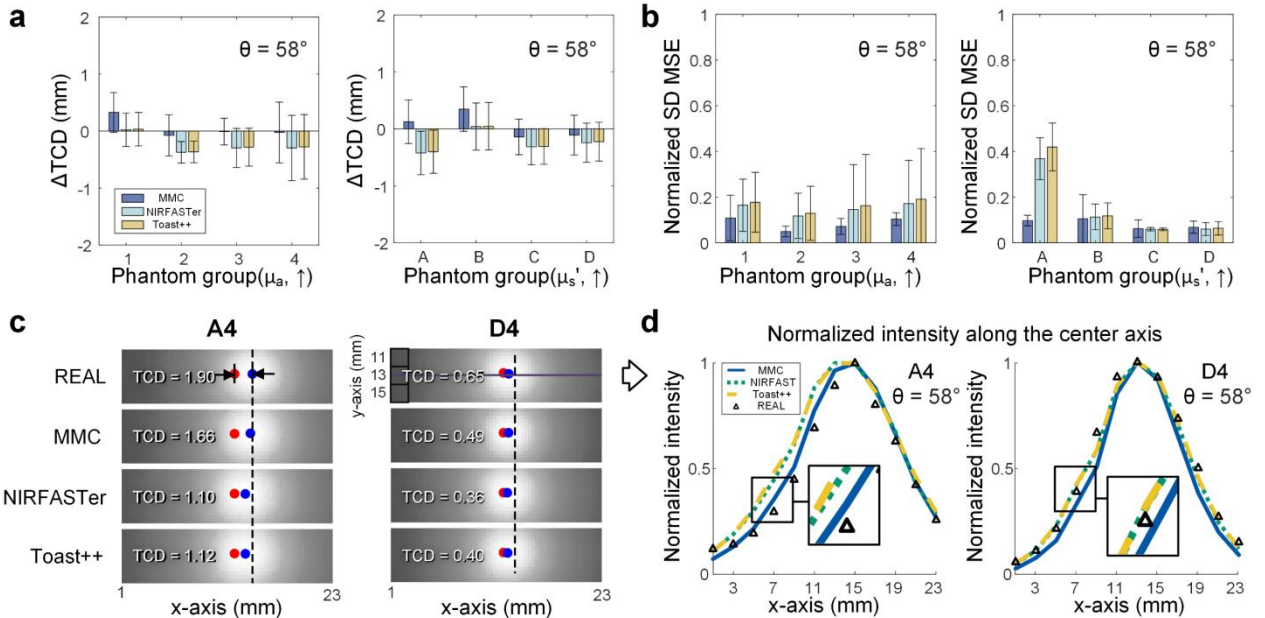 a
ΔTCD (mm)
2
1
0
-1
-2
θ = 58°
MMC
NIRFASTer
Toast++
1 2 3 4
Phantom group(μₐ, ↑)
ΔTCD (mm)
2
1
0
-1
-2
θ = 58°
A B C D
Phantom group(μₛ', ↑)
b
Normalized SD MSE
1
0.8
0.6
0.4
0.2
0
θ = 58°
1 2 3 4
Phantom group(μₐ, ↑)
Normalized SD MSE
1
0.8
0.6
0.4
0.2
0
θ = 58°
A B C D
Phantom group(μₛ', ↑)
c
A4
D4
REAL
MMC
NIRFASTer
Toast++
TCD = 1.90
TCD = 1.66
TCD = 1.10
TCD = 1.12
y-axis (mm)
11
13
15
TCD = 0.65
TCD = 0.49
TCD = 0.36
TCD = 0.40
1 23
x-axis (mm)
1 23
x-axis (mm)
d
Normalized intensity along the center axis
Normalized intensity
1
0.5
0
MMC
NIRFAST
Toast++
REAL
A4
θ = 58°
3 7 11 15 19 23
x-axis (mm)
Normalized intensity
1
0.5
0
D4
θ = 58°
3 7 11 15 19 23
x-axis (mm)